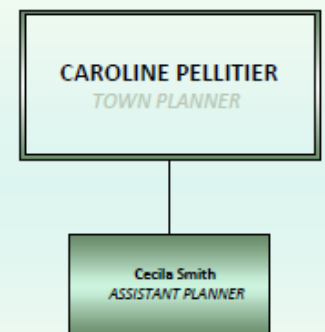 CAROLINE PELLITIER
TOWN PLANNER
Cecila Smith
ASSISTANT PLANNER